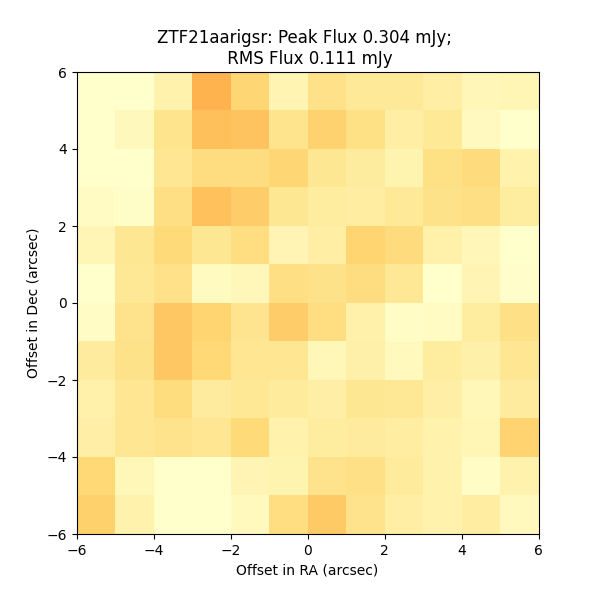 ZTF21aarigsr: Peak Flux 0.304 mJy;
RMS Flux 0.111 mJy
6
4
2
0
−2
−4
−6
Offset in Dec (arcsec)
−6 −4 −2 0 2 4 6
Offset in RA (arcsec)